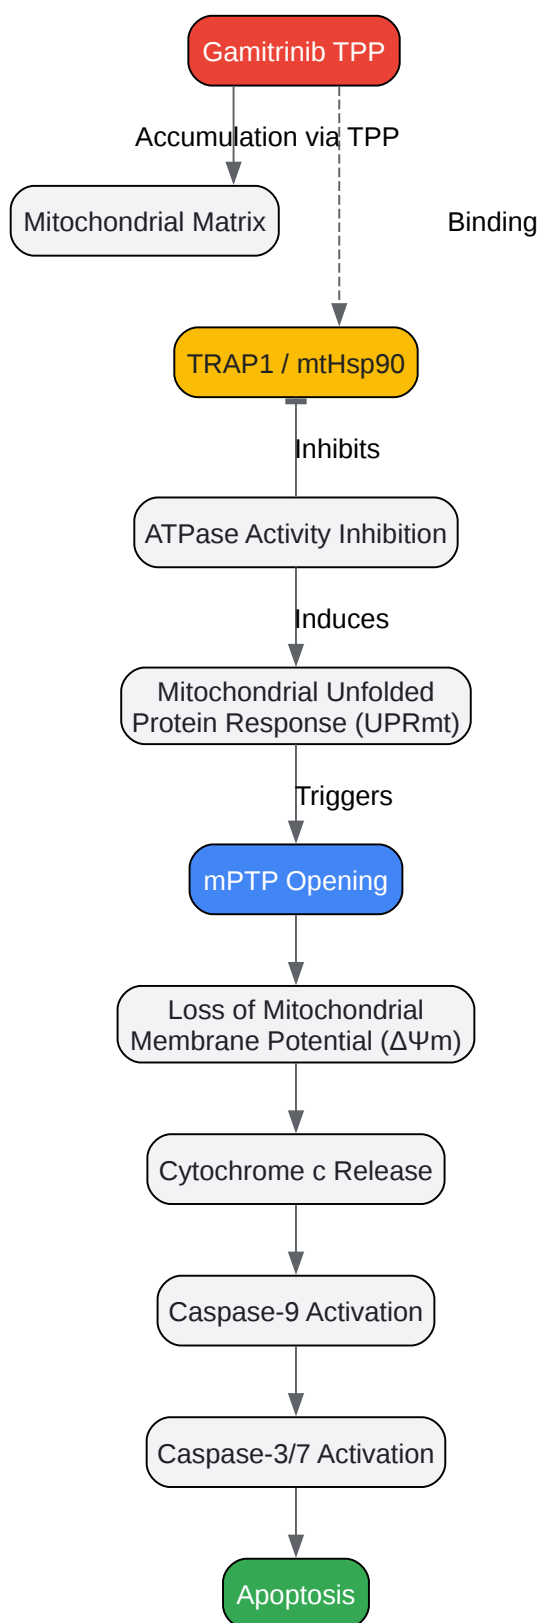 Gamitrinib TPP
Accumulation via TPP
Mitochondrial Matrix
Binding
TRAP1 / mtHsp90
Inhibits
ATPase Activity Inhibition
Induces
Mitochondrial Unfolded
Protein Response (UPRmt)
Triggers
mPTP Opening
Loss of Mitochondrial
Membrane Potential (ΔΨm)
Cytochrome c Release
Caspase-9 Activation
Caspase-3/7 Activation
Apoptosis